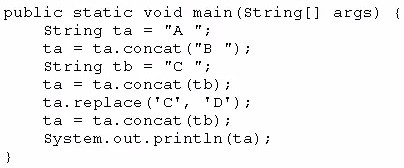 public static void main(String[] args) {
    String ta = "A ";
    ta = ta.concat("B ");
    String tb = "C ";
    ta = ta.concat(tb);
    ta.replace('C', 'D');
    ta = ta.concat(tb);
    System.out.println(ta);
}